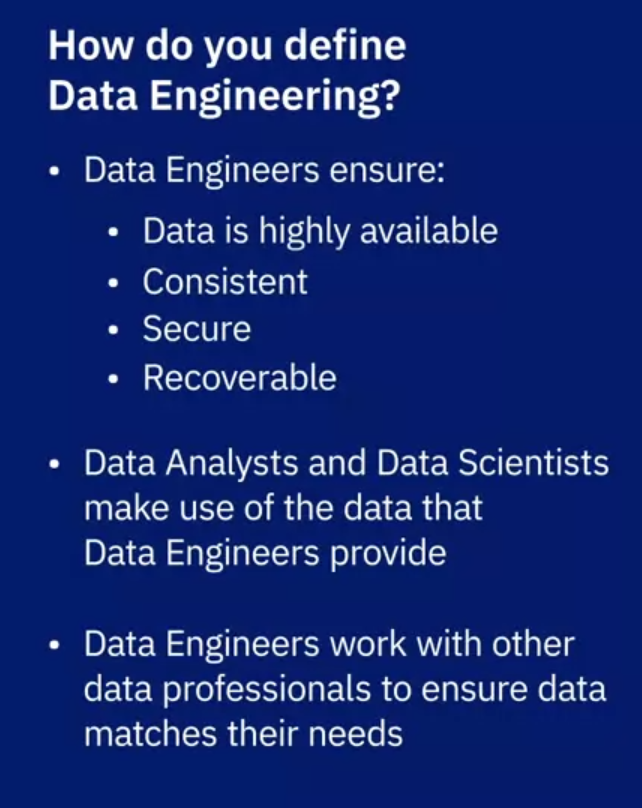 How do you define
Data Engineering?
• Data Engineers ensure:
• Data is highly available
• Consistent
• Secure
• Recoverable
• Data Analysts and Data Scientists
make use of the data that
Data Engineers provide
• Data Engineers work with other
data professionals to ensure data
matches their needs